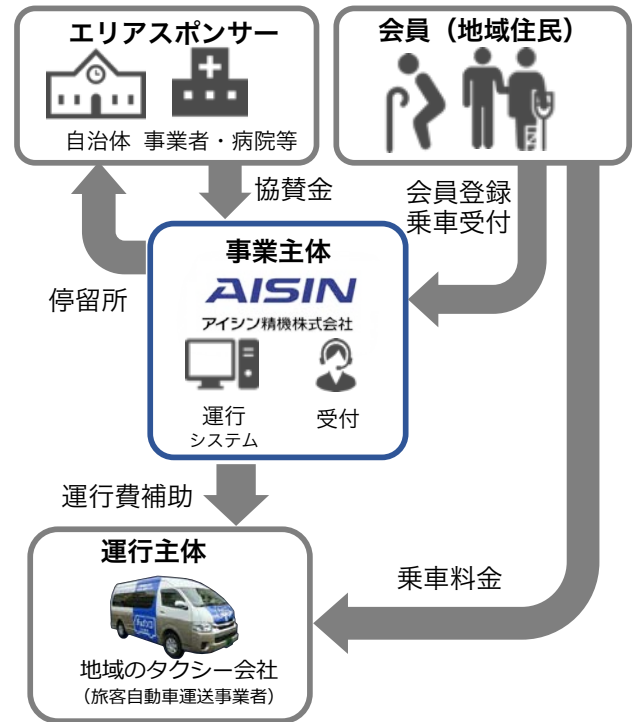 エリアスポンサー
自治体 事業者・病院等
会員（地域住民）
協賛金
会員登録
乗車受付
停留所
事業主体
AISIN
アイシン精機株式会社
運行
システム
受付
運行費補助
運行主体
地域のタクシー会社
（旅客自動車運送事業者）
乗車料金